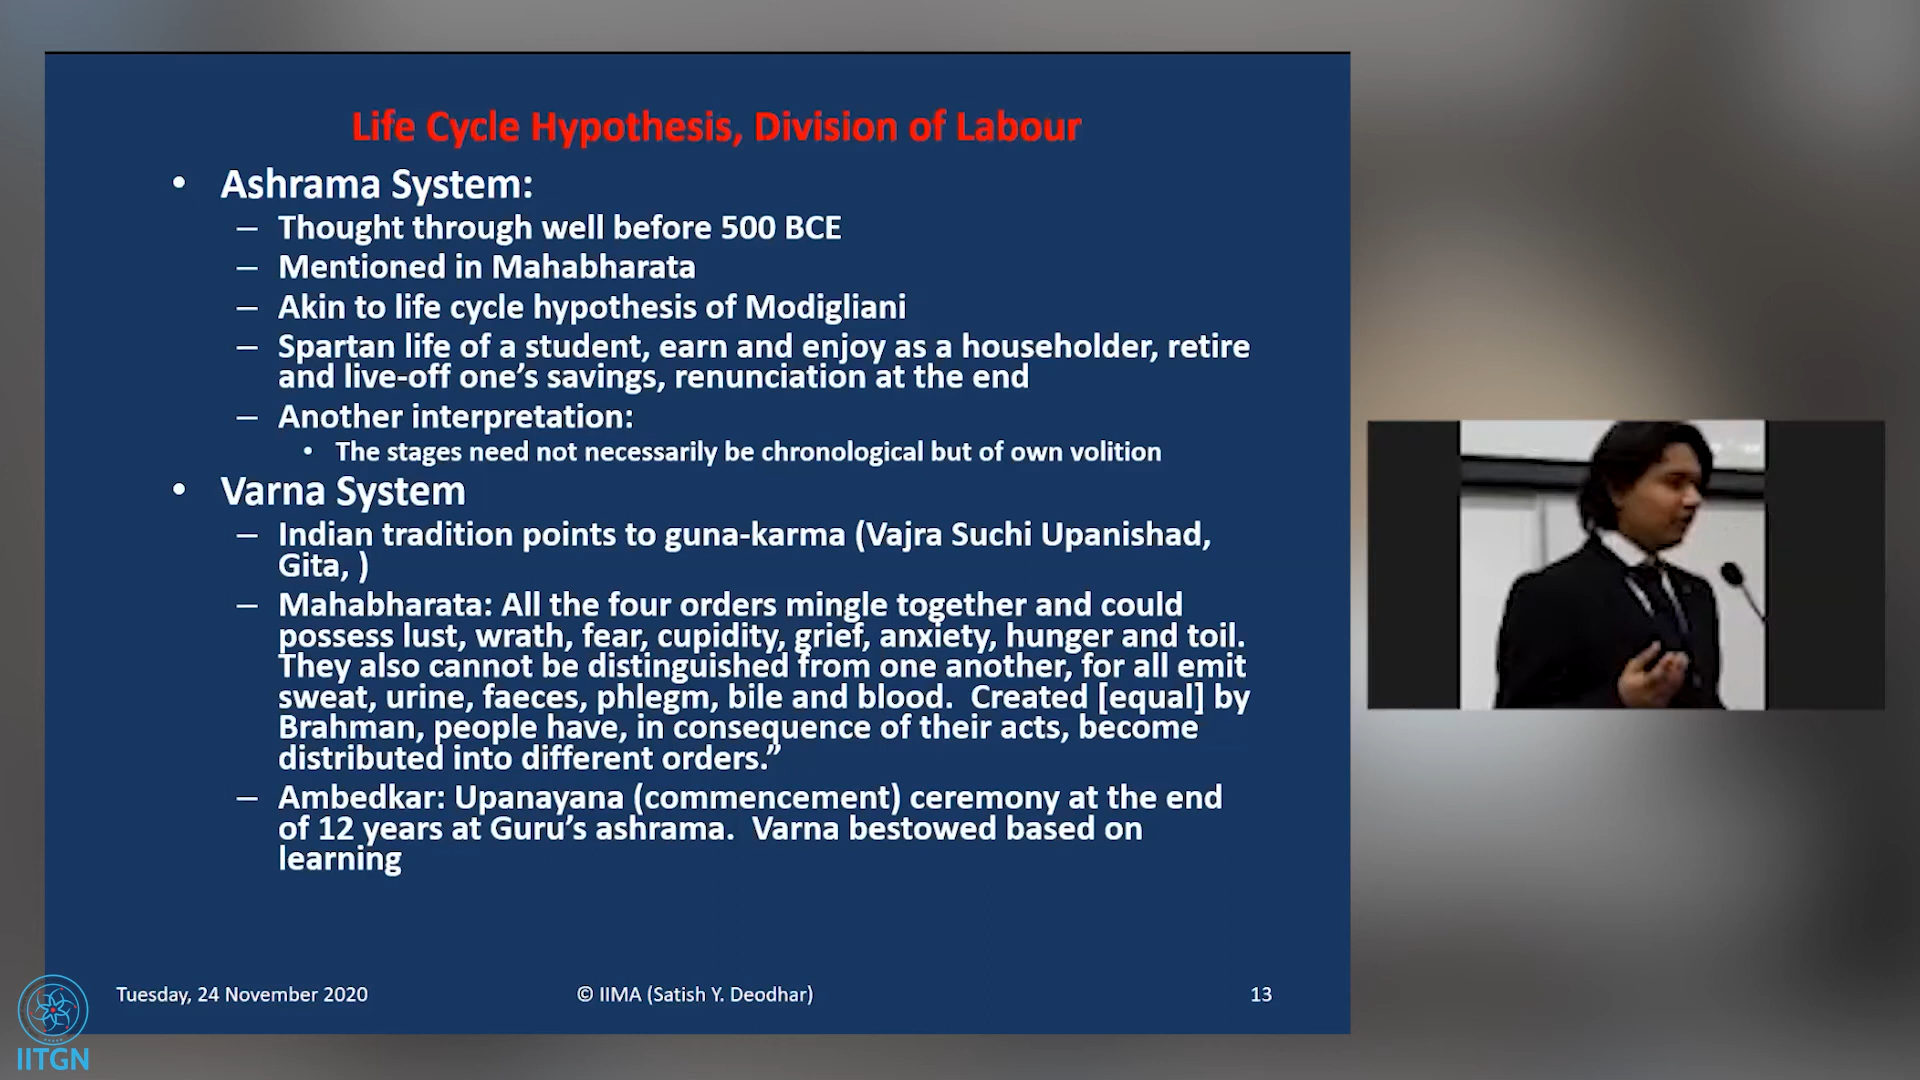 Life Cycle Hypothesis, Division of Labour
• Ashrama System:
– Thought through well before 500 BCE
– Mentioned in Mahabharata
– Akin to life cycle hypothesis of Modigliani
– Spartan life of a student, earn and enjoy as a householder, retire
and live-off one's savings, renunciation at the end
– Another interpretation:
• The stages need not necessarily be chronological but of own volition
• Varna System
– Indian tradition points to guna-karma (Vajra Suchi Upanishad,
Gita, )
– Mahabharata: All the four orders mingle together and could
possess lust, wrath, fear, cupidity, grief, anxiety, hunger and toil.
They also cannot be distinguished from one another, for all emit
sweat, urine, faeces, phlegm, bile and blood.  Created [equal] by
Brahman, people have, in consequence of their acts, become
distributed into different orders.”
– Ambedkar: Upanayana (commencement) ceremony at the end
of 12 years at Guru’s ashrama.  Varna bestowed based on
learning
Tuesday, 24 November 2020
© IIMA (Satish Y. Deodhar)
13
IITGN